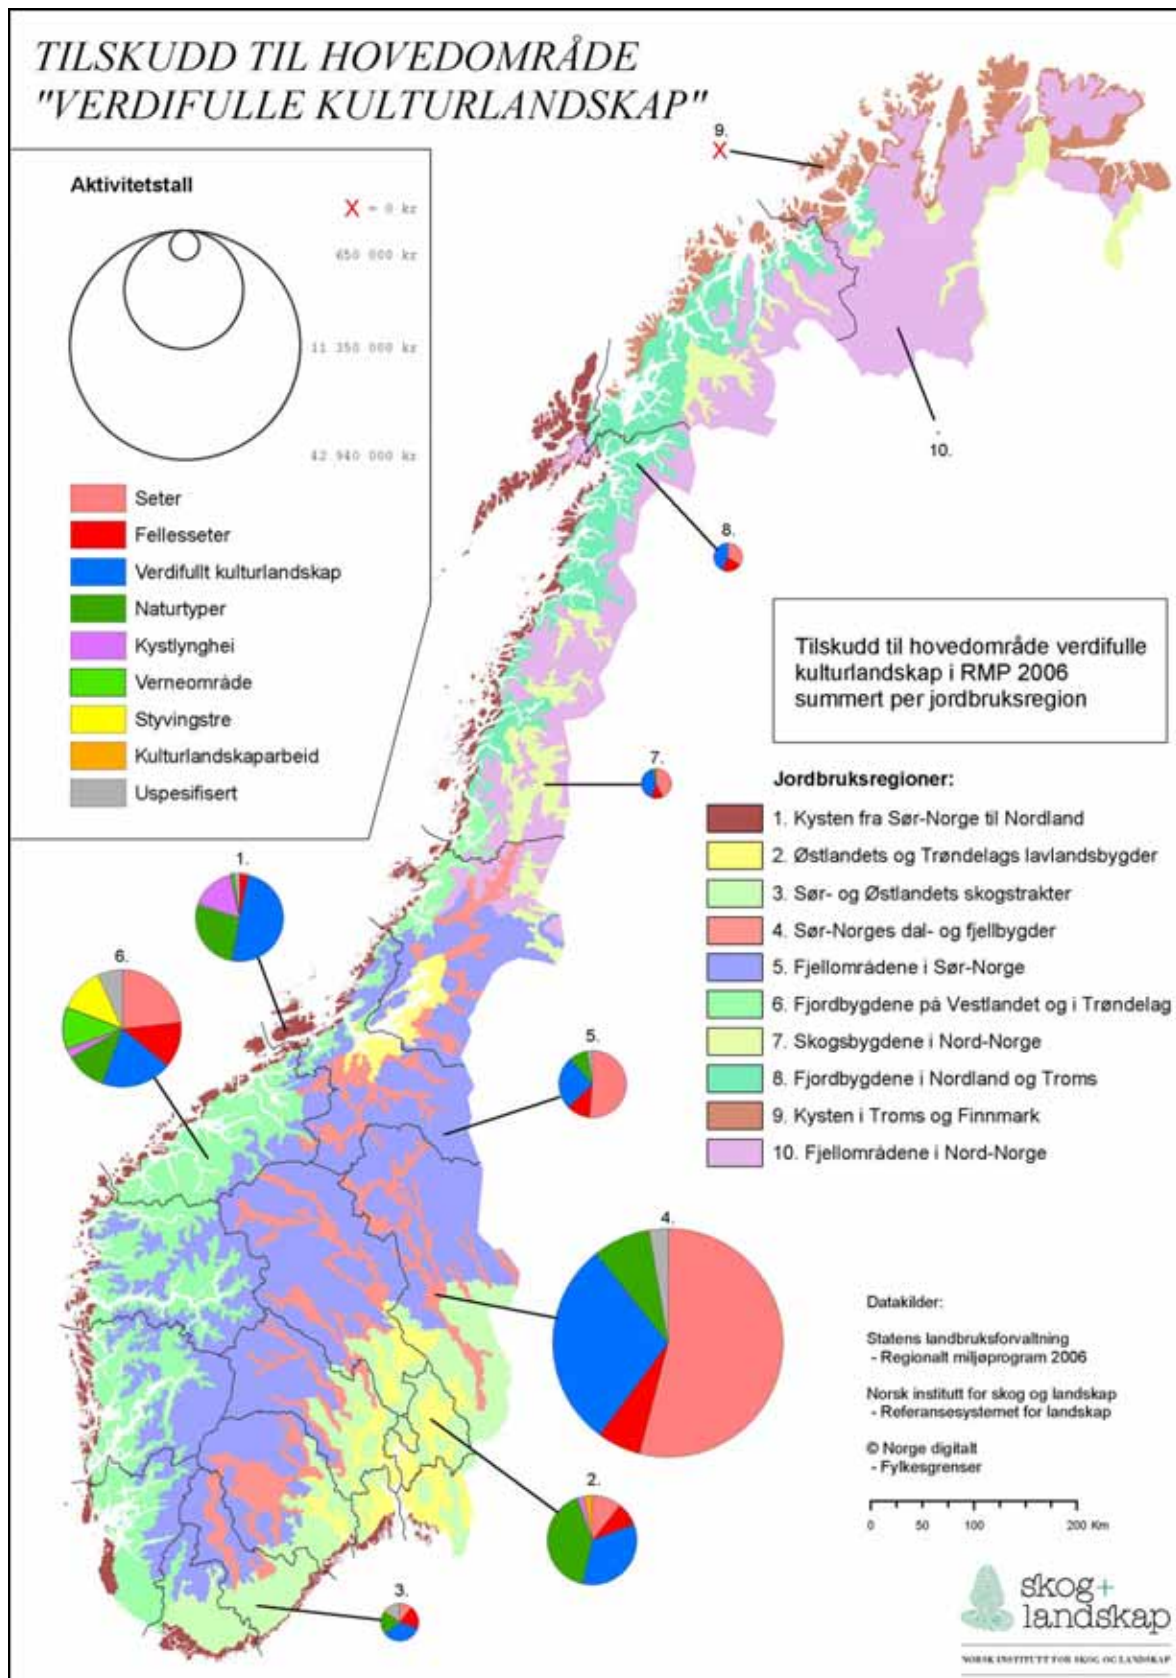 TILSKUDD TIL HOVEDOMRÅDE
"VERDIFULLE KULTURLANDSKAP"
Aktivitetstall
X = 0 kr
650 000 kr
11 350 000 kr
42 940 000 kr
Seter
Fellesseter
Verdifullt kulturlandskap
Naturtyper
Kystlynghei
Verneområde
Styvingstre
Kulturlandskaparbeid
Uspesifisert
9.
X
10.
8.
7.
1.
6.
5.
4.
2.
3.
Tilskudd til hovedområde verdifulle
kulturlandskap i RMP 2006
summert per jordbruksregion
Jordbruksregioner:
1. Kysten fra Sør-Norge til Nordland
2. Østlandets og Trøndelags lavlandsbygder
3. Sør- og Østlandets skogstrakter
4. Sør-Norges dal- og fjellbygder
5. Fjellområdene i Sør-Norge
6. Fjordbygdene på Vestlandet og i Trøndelag
7. Skogsbygdene i Nord-Norge
8. Fjordbygdene i Nordland og Troms
9. Kysten i Troms og Finnmark
10. Fjellområdene i Nord-Norge
Datakilder:
Statens landbruksforvaltning
- Regionalt miljøprogram 2006
Norsk institutt for skog og landskap
- Referansesystemet for landskap
© Norge digitalt
- Fylkesgrenser
0 50 100 200 Km
skog+
landskap
NORSK INSTITUTT FOR SKOG OG LANDSKAP